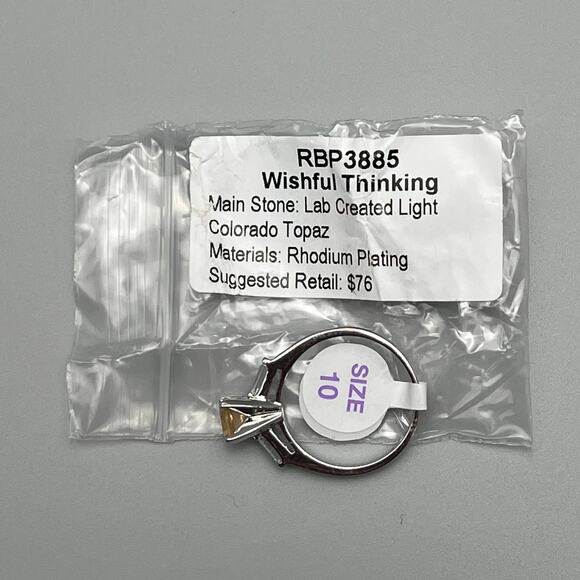 RBP3885
Wishful Thinking
Main Stone: Lab Created Light
Colorado Topaz
Materials: Rhodium Plating
Suggested Retail: $76
SIZE
10